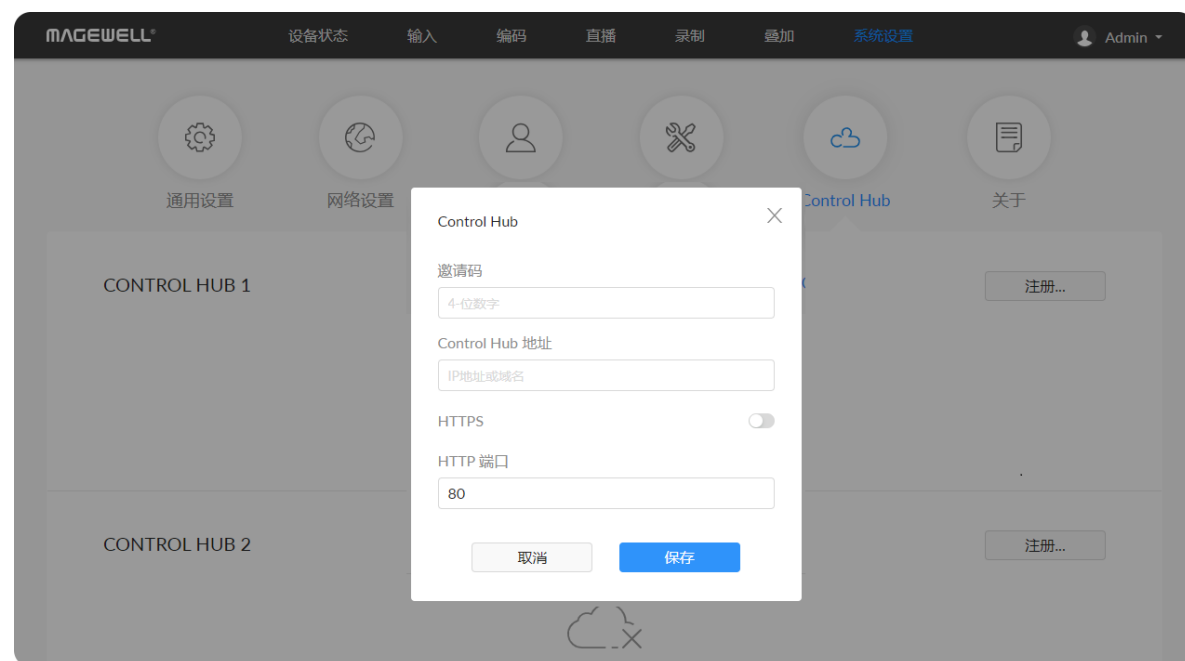 MAGEWELL®
设备状态 输入 编码 直播 录制 叠加 系统设置 Admin
通用设置 网络设置 Control Hub 关于
CONTROL HUB 1 注册...
Control Hub
邀请码
4-位数字
Control Hub 地址
IP地址或域名
HTTPS
HTTP 端口
80
取消 保存
CONTROL HUB 2 注册...